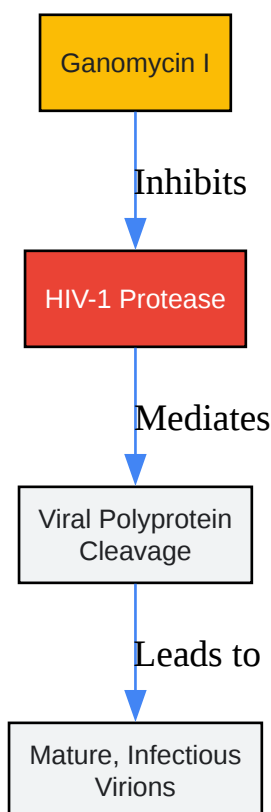 Ganomycin I
Inhibits
HIV-1 Protease
Mediates
Viral Polyprotein
Cleavage
Leads to
Mature, Infectious
Virions